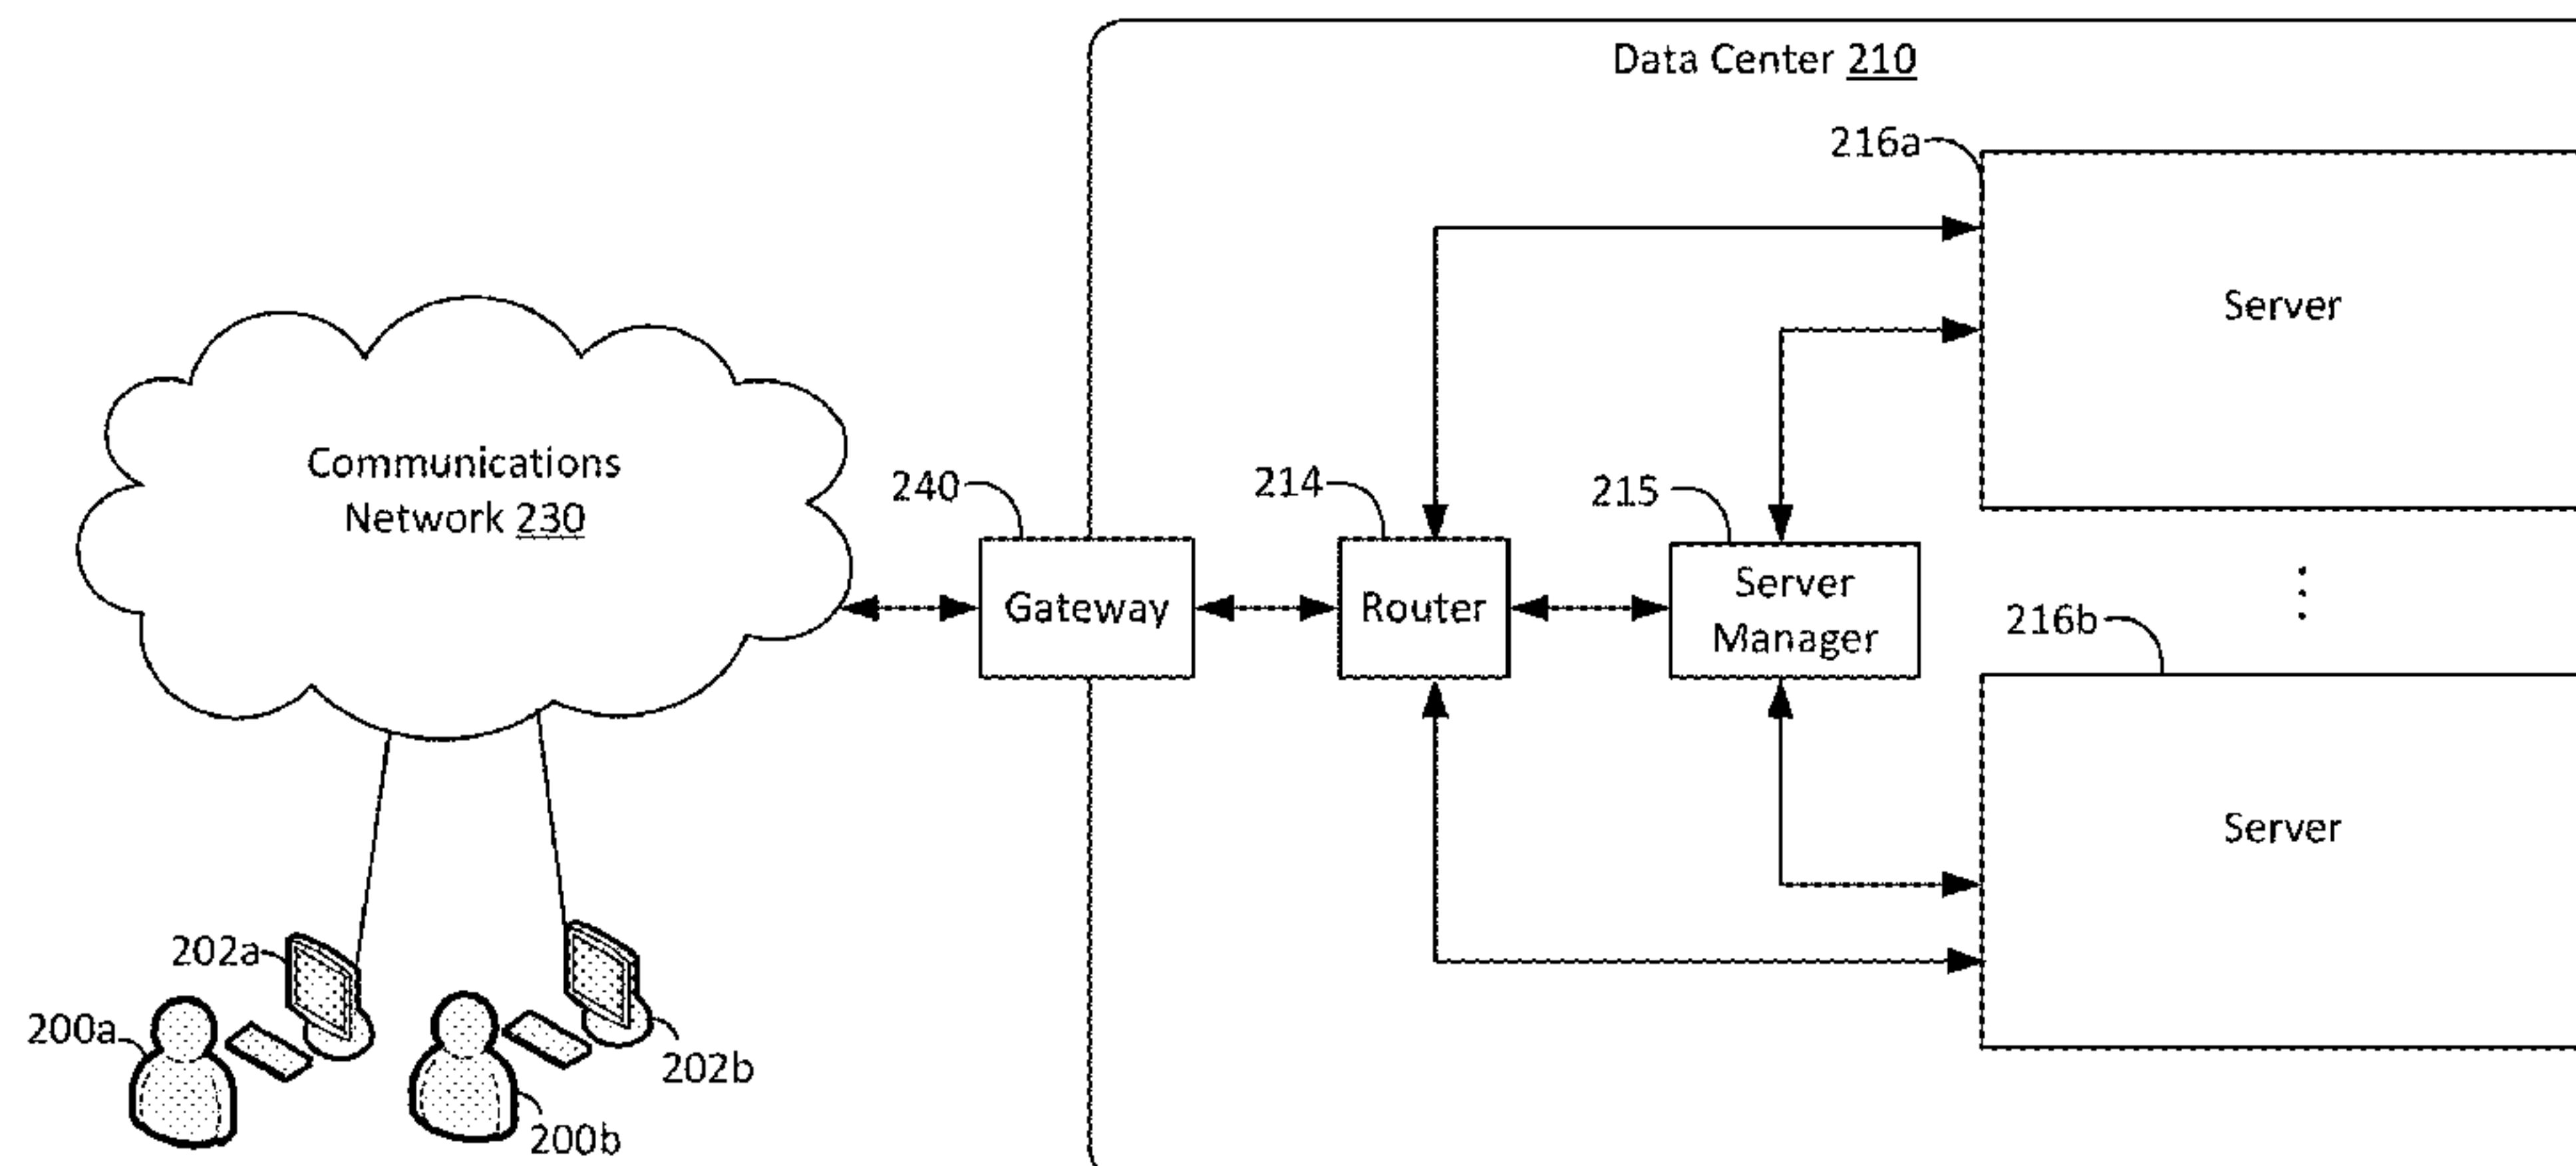 Data Center 210
216a
Server
Communications
Network 230
240
214
215
Gateway
Router
Server
Manager
216b
Server
202a
200a
202b
200b